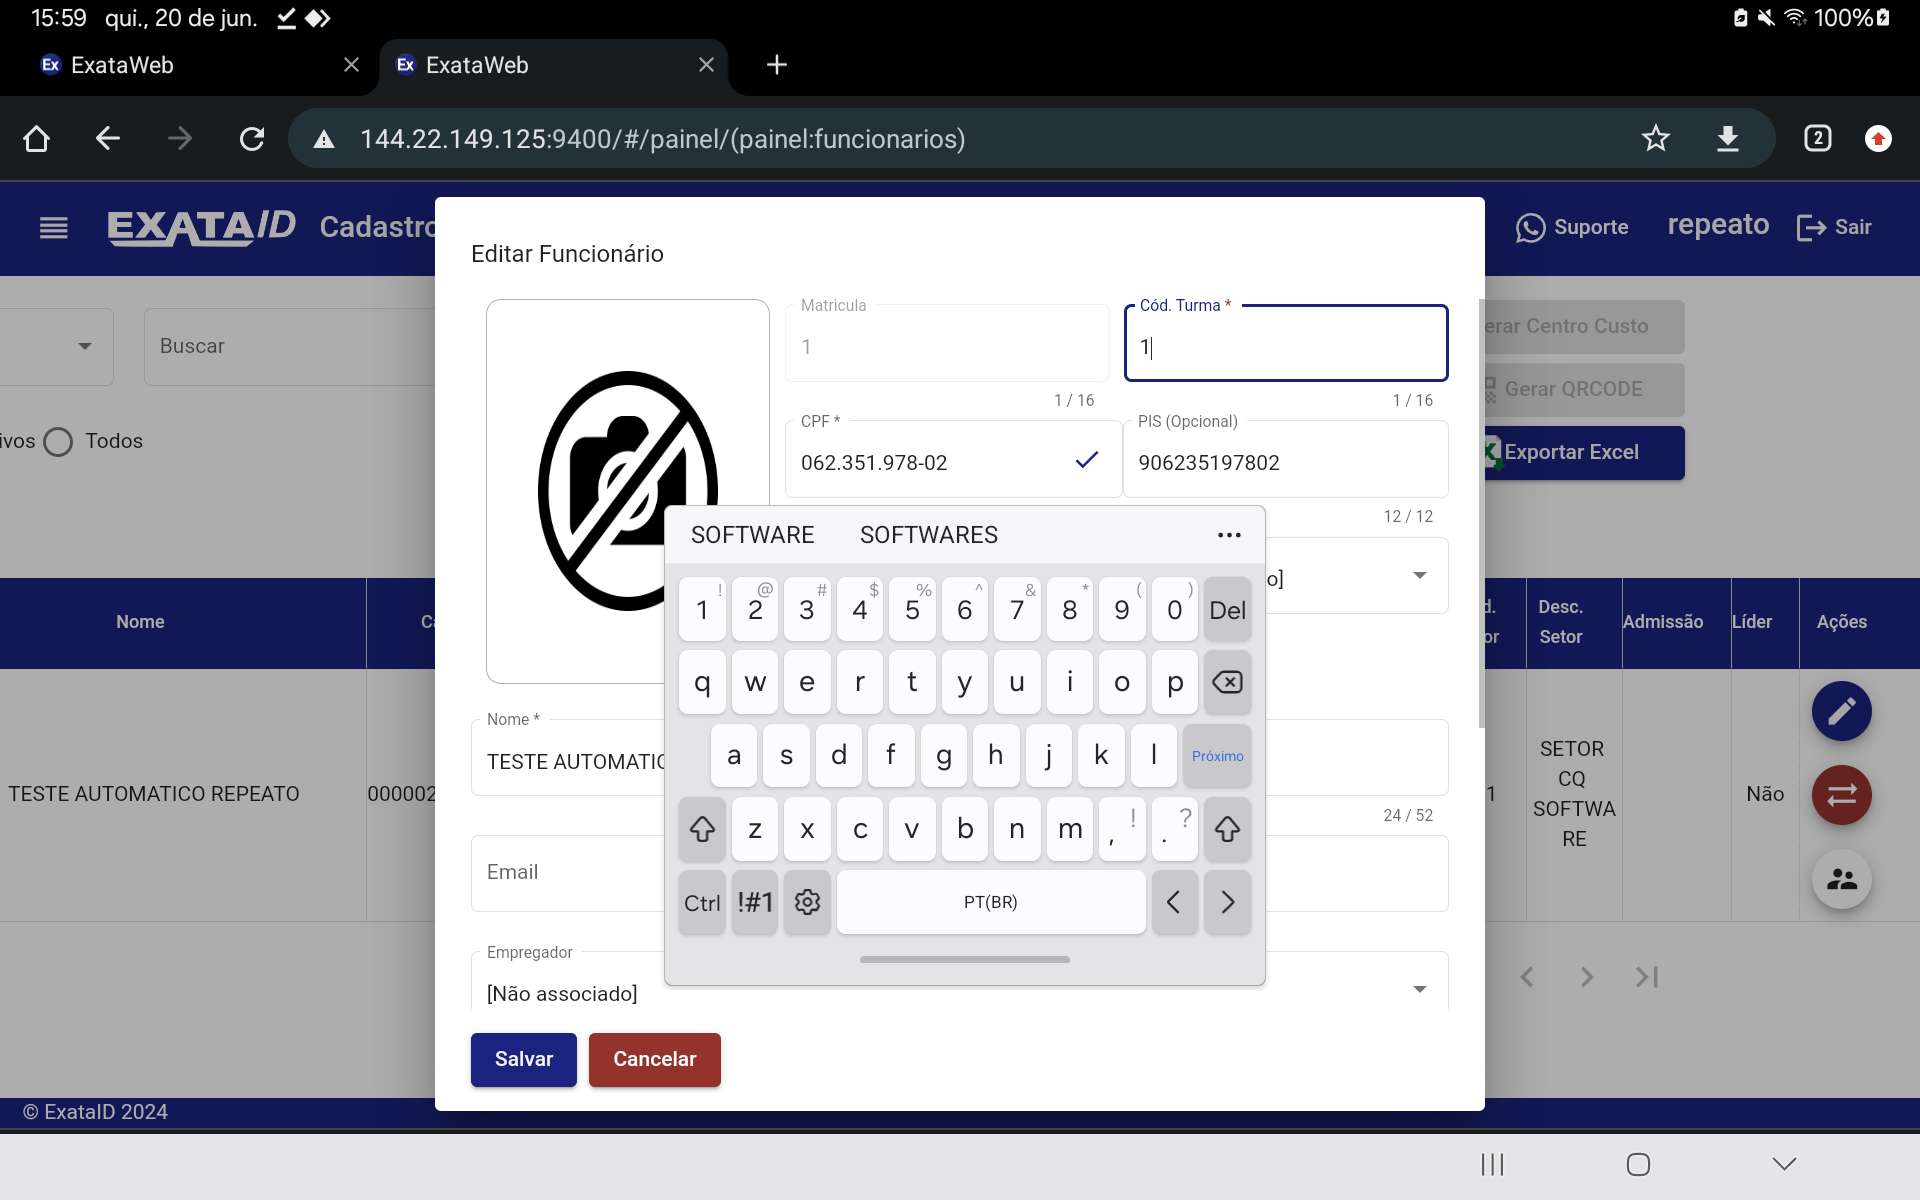 15:59 qui., 20 de jun. 100%
Ex ExataWeb Ex ExataWeb
144.22.149.125:9400/#/painel/(painel:funcionarios) 2
EXATAID Cadastro Suporte repeato Sair
Editar Funcionário
Matricula
1
1 / 16
Cód. Turma *
1
1 / 16
erar Centro Custo
Buscar
Gerar QRCODE
ivos Todos
CPF *
062.351.978-02
PIS (Opcional)
906235197802
12 / 12
Exportar Excel
SOFTWARE SOFTWARES ...
o]
! @ # $ % ^ & * ( )
1 2 3 4 5 6 7 8 9 0 Del
q w e r t y u i o p
a s d f g h j k l Próximo
z x c v b n m , ! . ?
Ctrl !#1 PT(BR)
Nome
Ca
d.
or
Desc.
Setor
Admissão
Líder
Ações
Nome *
TESTE AUTOMATIC
24 / 52
TESTE AUTOMATICO REPEATO
000002
1
SETOR
CQ
SOFTWA
RE
Não
Email
Empregador
[Não associado]
Salvar Cancelar
© ExataID 2024